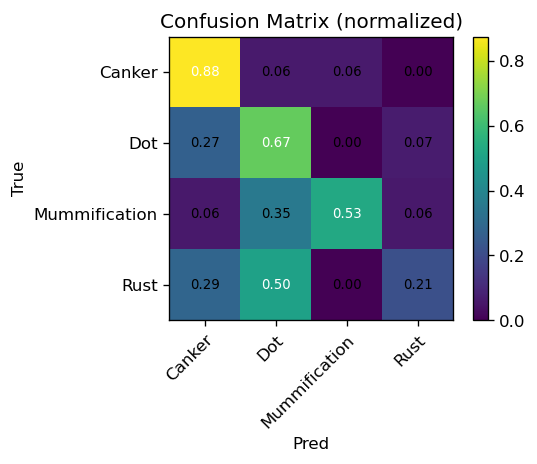 Confusion Matrix (normalized)
True
Canker 0.88 0.06 0.06 0.00
Dot 0.27 0.67 0.00 0.07
Mummification 0.06 0.35 0.53 0.06
Rust 0.29 0.50 0.00 0.21
Canker Dot Mummification Rust
Pred
0.8
0.6
0.4
0.2
0.0